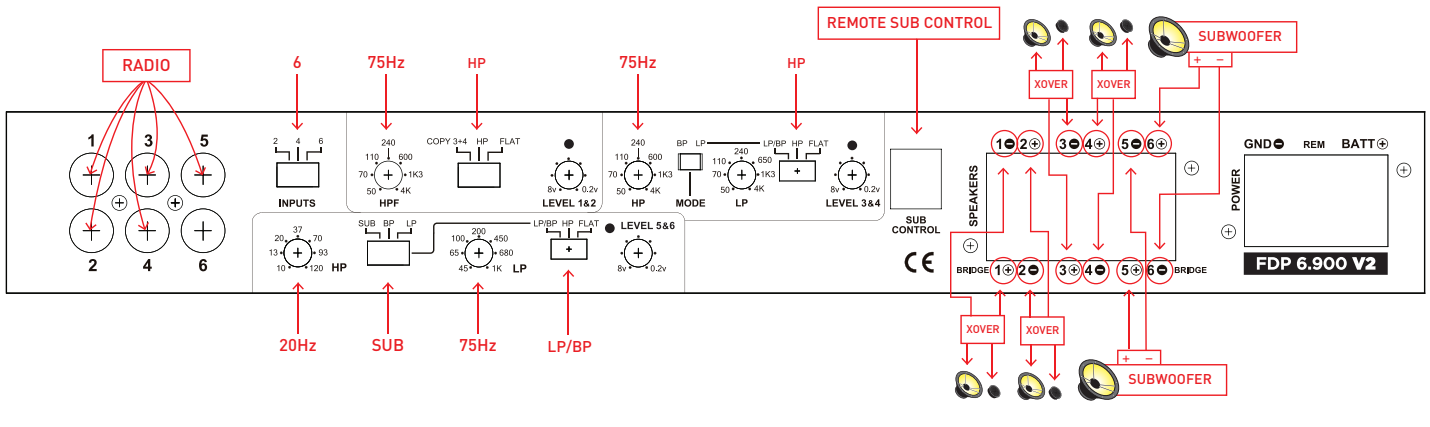 REMOTE SUB CONTROL
SUBWOOFER
+ −
RADIO
6
75Hz
HP
75Hz
HP
XOVER
XOVER
1 3 5
2 4 6
INPUTS
2 4 6
COPY 3+4 HP FLAT
50 70 110 240 600 1K3 4K
HPF
8v 0.2v
LEVEL 1&2
50 70 110 240 600 1K3 4K
HP
BP LP
MODE
50 70 110 240 650 1K3 4K
LP
LP/BP HP FLAT
8v 0.2v
LEVEL 3&4
SUB
CONTROL
SPEAKERS
1− 2+ 3− 4+ 5− 6+
GND− REM BATT+
POWER
10 13 20 37 70 93 120
HP
SUB BP LP
45 65 100 200 450 680 1K
LP
LP/BP HP FLAT
LEVEL 5&6
8v 0.2v
CE
BRIDGE 1+ 2− 3+ 4− 5+ 6− BRIDGE
FDP 6.900 V2
20Hz
SUB
75Hz
LP/BP
XOVER
XOVER
+ −
SUBWOOFER